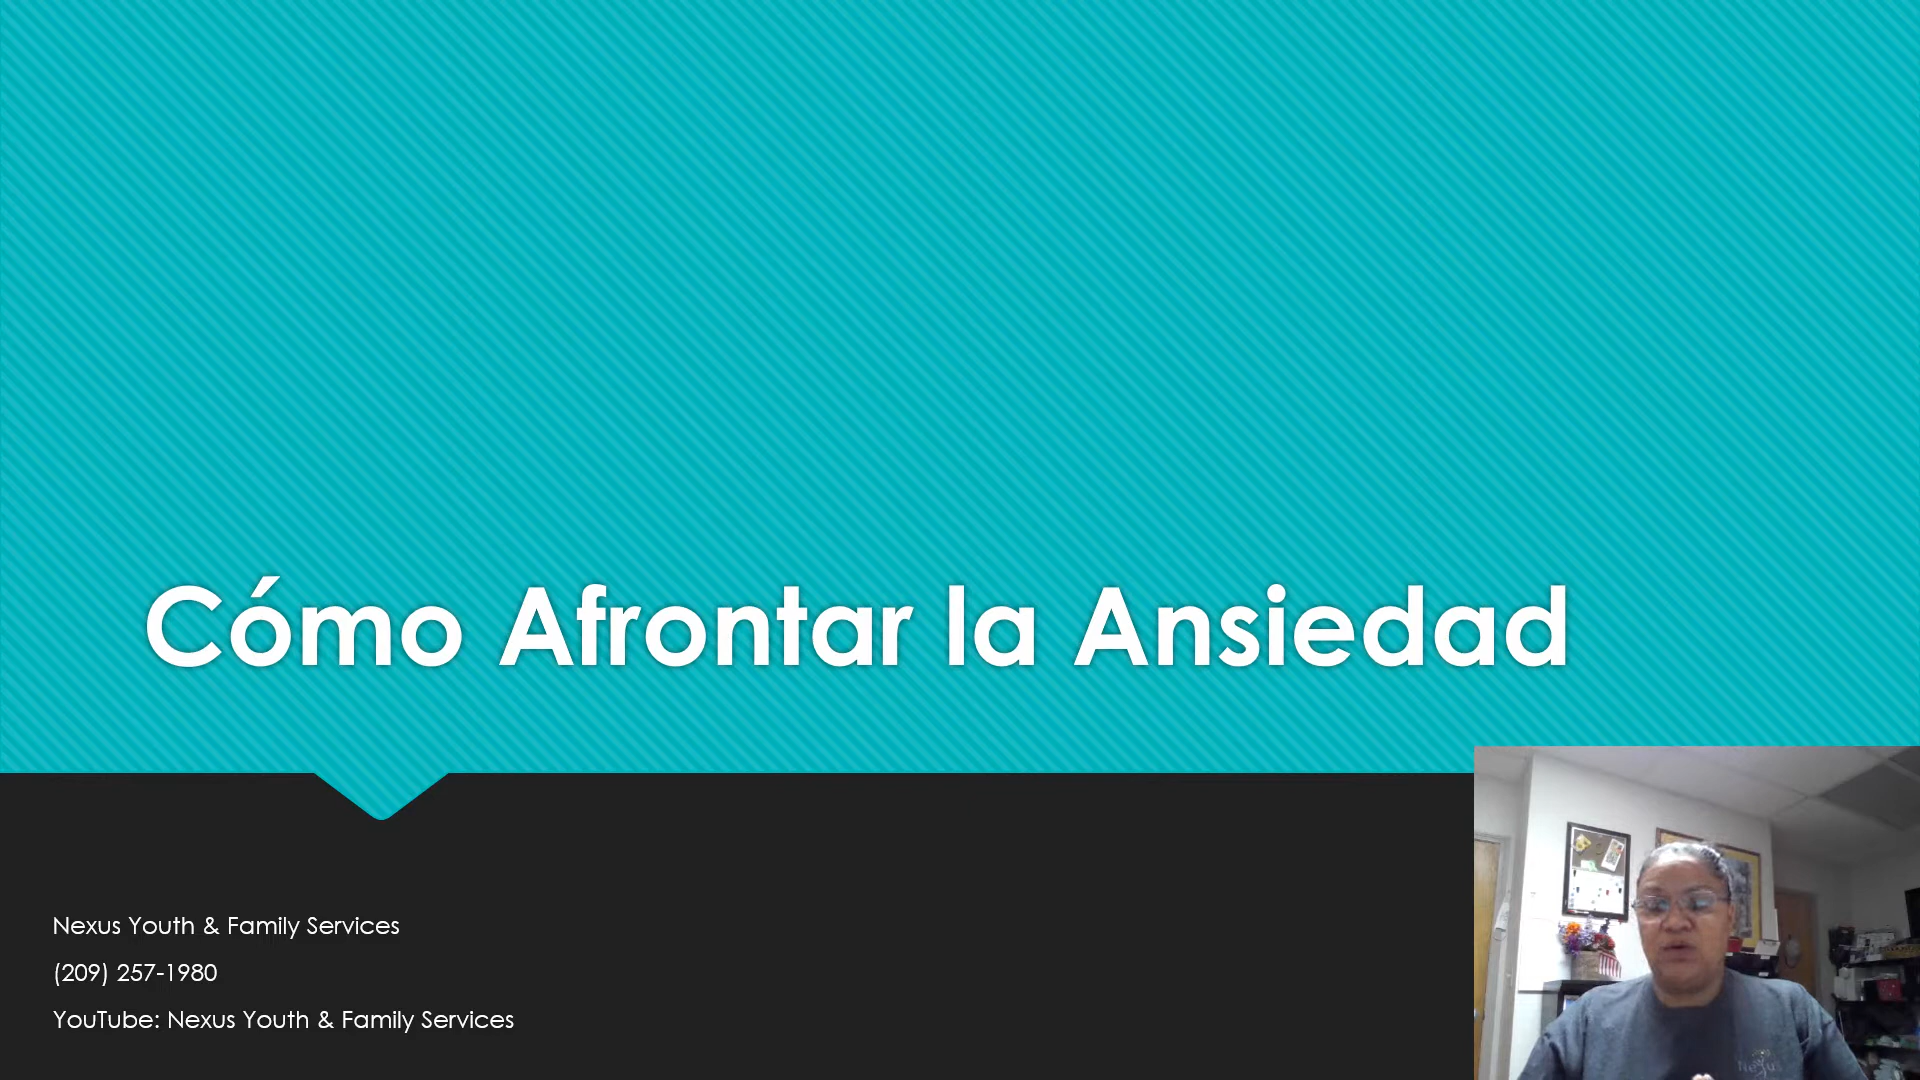 Cómo Afrontar la Ansiedad
Nexus Youth & Family Services
(209) 257-1980
YouTube: Nexus Youth & Family Services